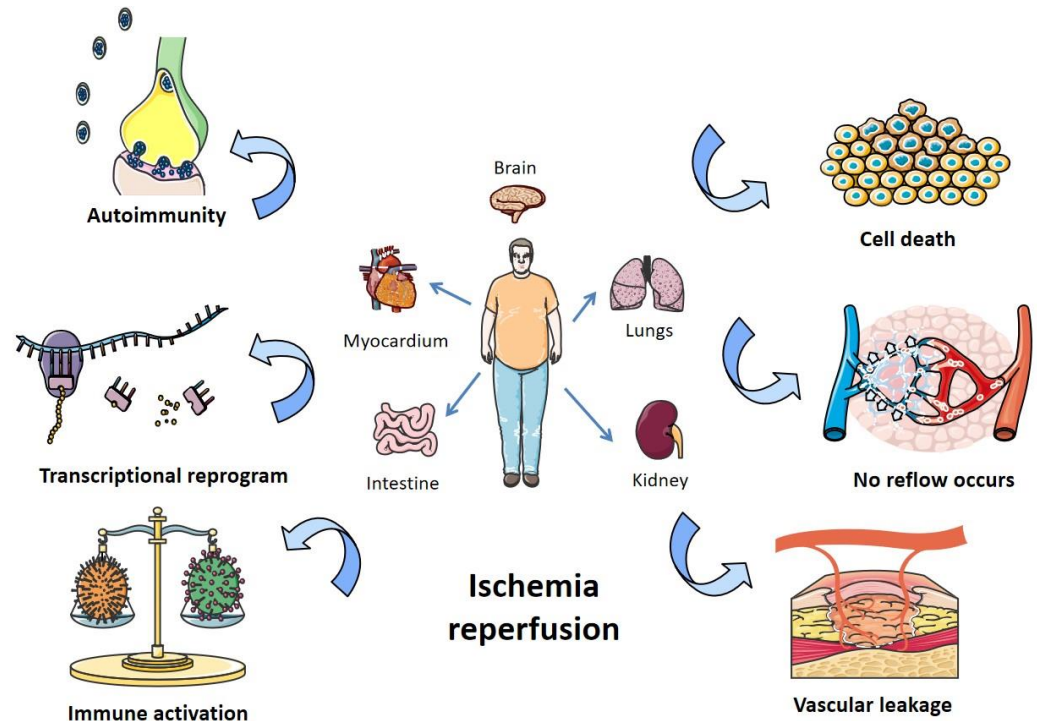 Brain
Autoimmunity
Cell death
Myocardium
Lungs
Transcriptional reprogram
Intestine
Kidney
No reflow occurs
Ischemia
reperfusion
Immune activation
Vascular leakage